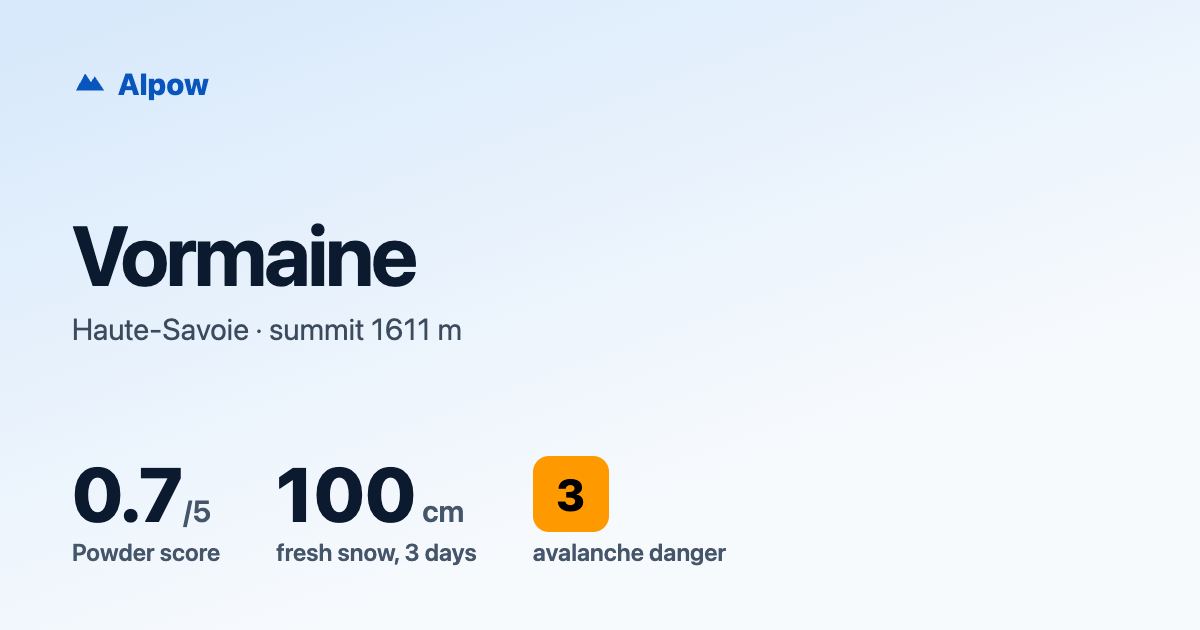 Alpow
Vormaine
Haute-Savoie · summit 1611 m
0.7/5 100 cm 3
Powder score fresh snow, 3 days avalanche danger